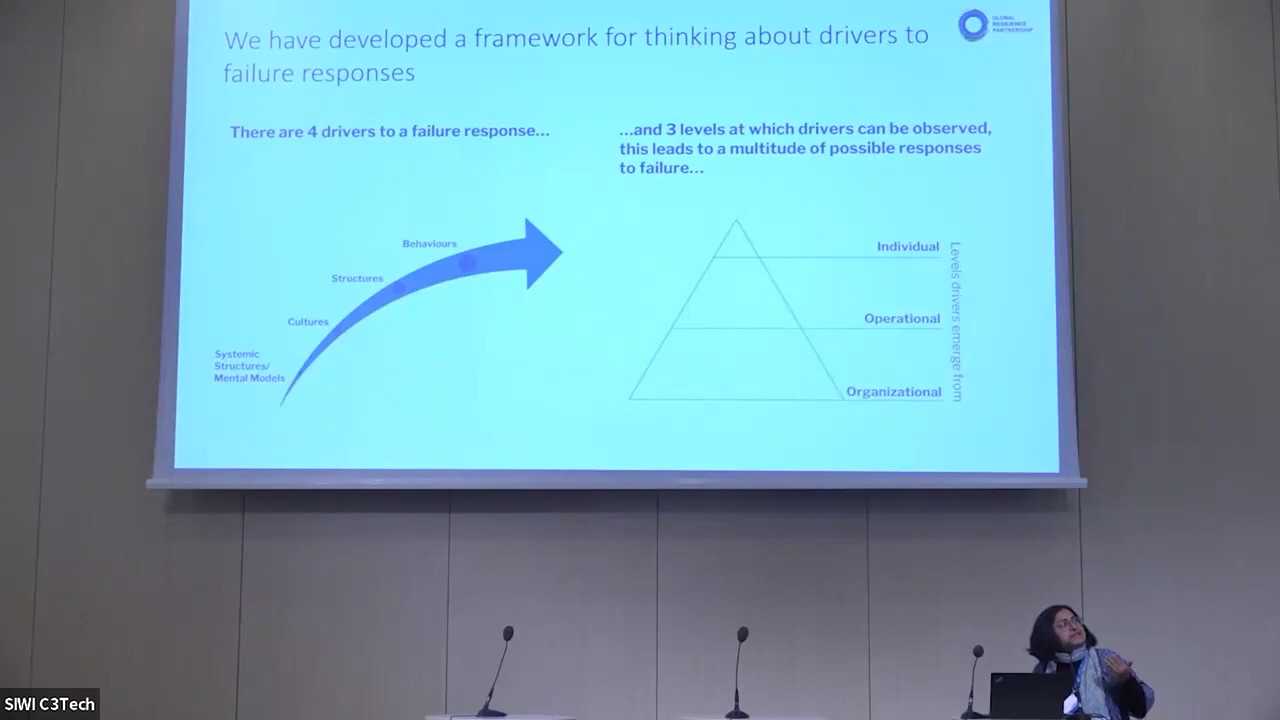 We have developed a framework for thinking about drivers to
failure responses
GLOBAL
RESILIENCE
PARTNERSHIP
There are 4 drivers to a failure response...
...and 3 levels at which drivers can be observed,
this leads to a multitude of possible responses
to failure...
Behaviours
Structures
Cultures
Systemic
Structures/
Mental Models
Individual
Operational
Organizational
Levels drivers emerge from
SIWI C3Tech